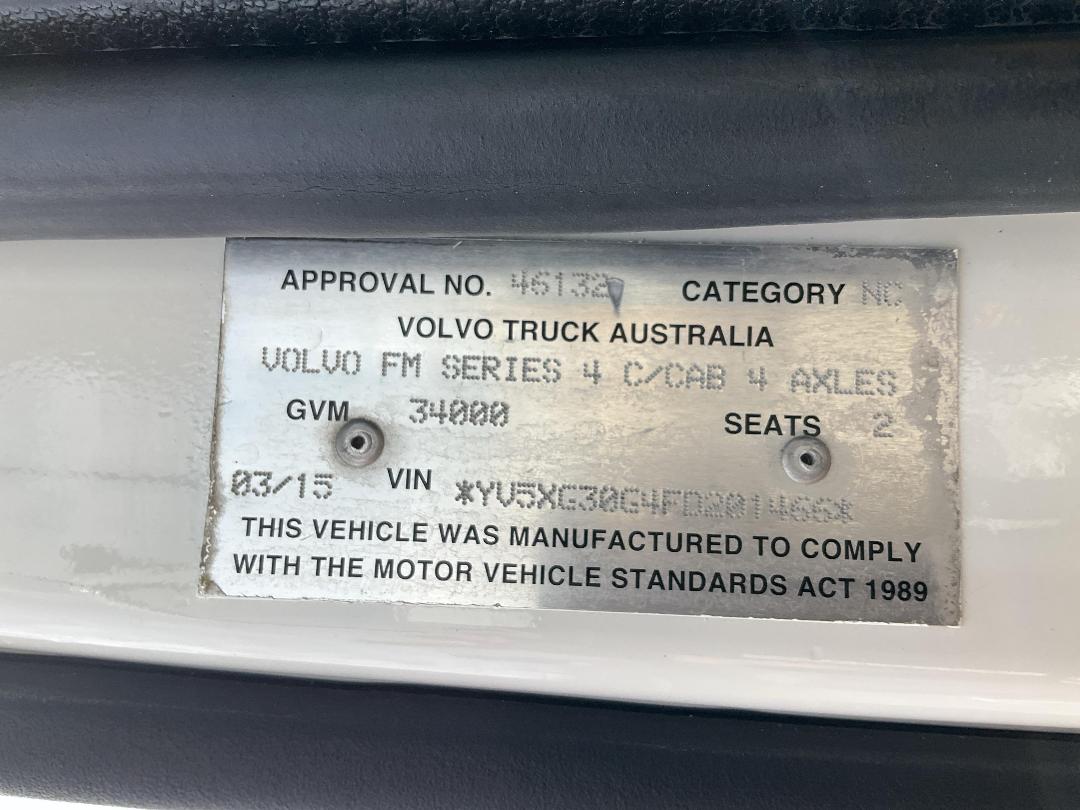 APPROVAL NO. 46132 CATEGORY NC
VOLVO TRUCK AUSTRALIA
VOLVO FM SERIES 4 C/CAB 4 AXLES
GVM 34000 SEATS 2
03/15 VIN *YV5XG30G4FD201466*
THIS VEHICLE WAS MANUFACTURED TO COMPLY
WITH THE MOTOR VEHICLE STANDARDS ACT 1989